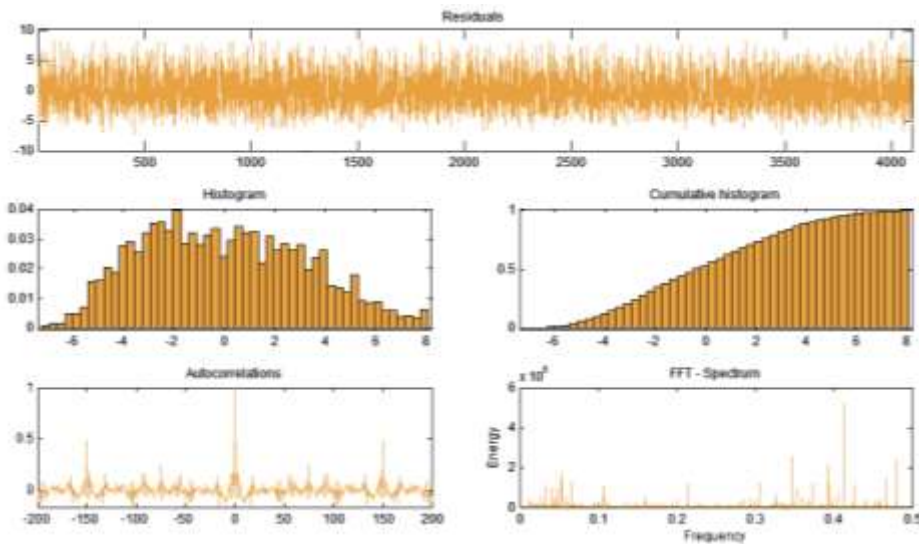 Residuals
10
5
0
-5
-10
500 1000 1500 2000 2500 3000 3500 4000
Histogram
0.04
0.03
0.02
0.01
0
-6 -4 -2 0 2 4 6 8
Cumulative histogram
1
0.5
0
-6 -4 -2 0 2 4 6 8
Autocorrelations
1
0.5
0
-200 -150 -100 -50 0 50 100 150 200
FFT - Spectrum
x 10
6
4
2
0
Energy
0 0.1 0.2 0.3 0.4 0.5
Frequency